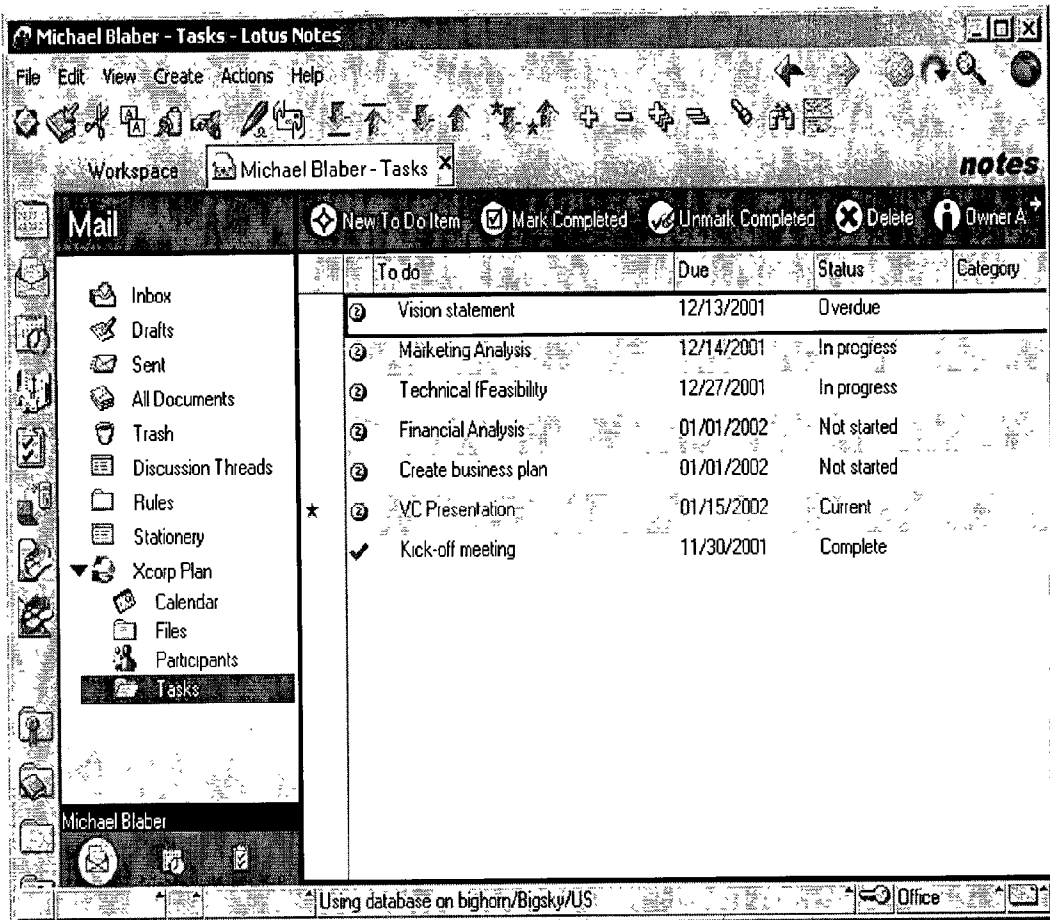 Michael Blaber - Tasks - Lotus Notes
File Edit View Create Actions Help
Workspace Michael Blaber - Tasks
notes
Mail
New To Do Item Mark Completed Unmark Completed Delete Owner A
To do Due Status Category
Inbox
Drafts
Sent
All Documents
Trash
Discussion Threads
Rules
Stationery
Xcorp Plan
Calendar
Files
Participants
Tasks
Vision statement 12/13/2001 Overdue
Marketing Analysis 12/14/2001 In progress
Technical fFeasibility 12/27/2001 In progress
Financial Analysis 01/01/2002 Not started
Create business plan 01/01/2002 Not started
VC Presentation 01/15/2002 Current
Kick-off meeting 11/30/2001 Complete
Michael Blaber
Using database on bighorn/Bigsky/US Office